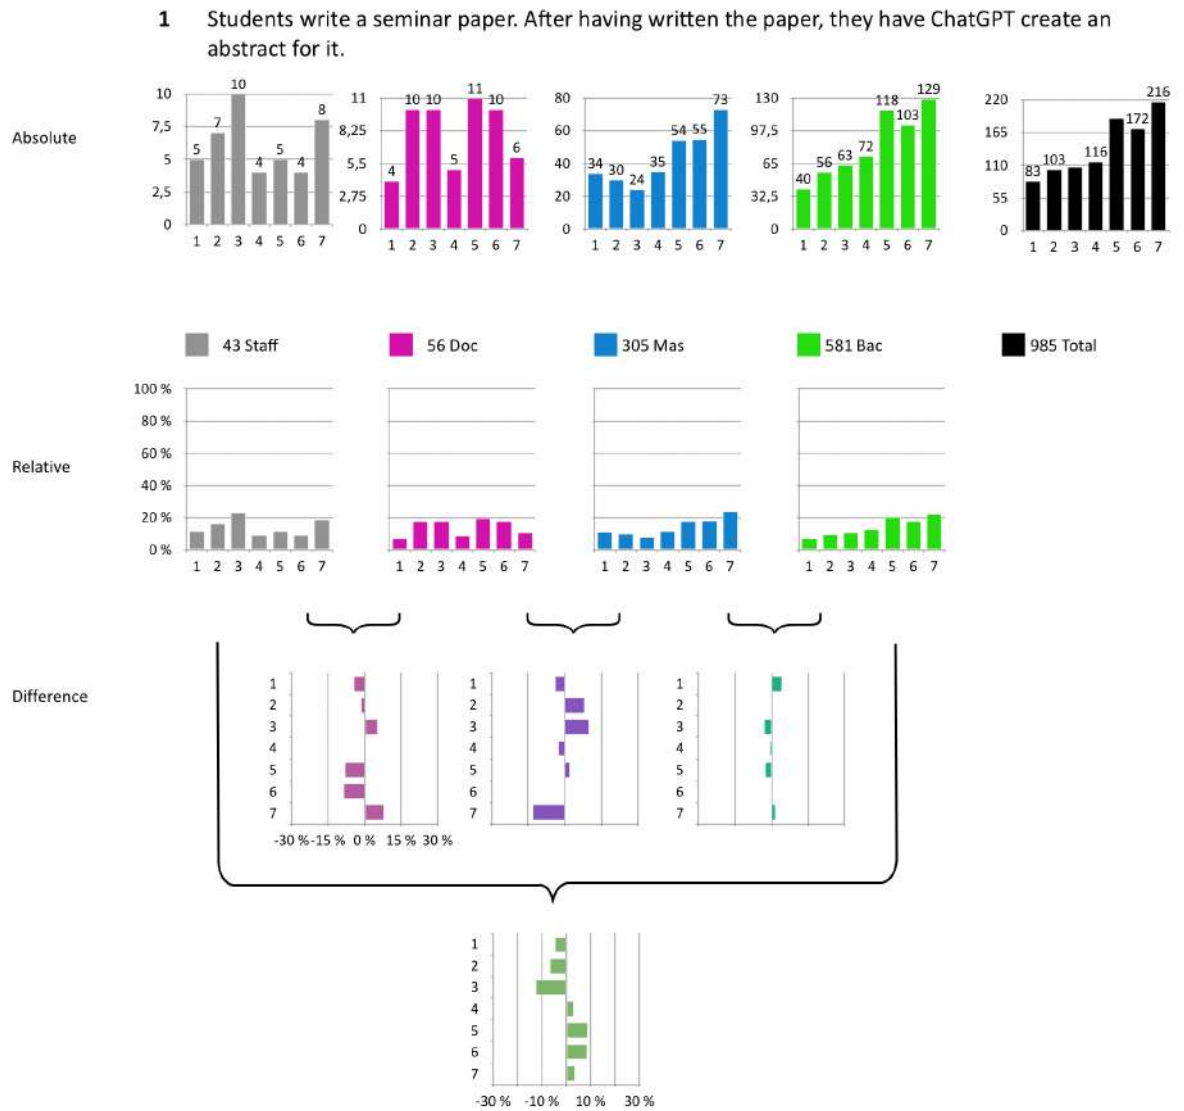 1 Students write a seminar paper. After having written the paper, they have ChatGPT create an
abstract for it.
Absolute
10
7,5
5
2,5
0
5 7 10 4 5 4 8
1 2 3 4 5 6 7
11
8,25
5,5
2,75
0
4 10 10 5 11 10 6
1 2 3 4 5 6 7
80
60
40
20
0
34 30 24 35 54 55 73
1 2 3 4 5 6 7
130
97,5
65
32,5
0
40 56 63 72 118 103 129
1 2 3 4 5 6 7
220
165
110
55
0
83 103 116 172 216
1 2 3 4 5 6 7
43 Staff 56 Doc 305 Mas 581 Bac 985 Total
Relative
100 %
80 %
60 %
40 %
20 %
0 %
1 2 3 4 5 6 7 1 2 3 4 5 6 7 1 2 3 4 5 6 7 1 2 3 4 5 6 7
Difference
1 1 1
2 2 2
3 3 3
4 4 4
5 5 5
6 6 6
7 7 7
-30 % -15 % 0 % 15 % 30 %
1
2
3
4
5
6
7
-30 % -10 % 10 % 30 %